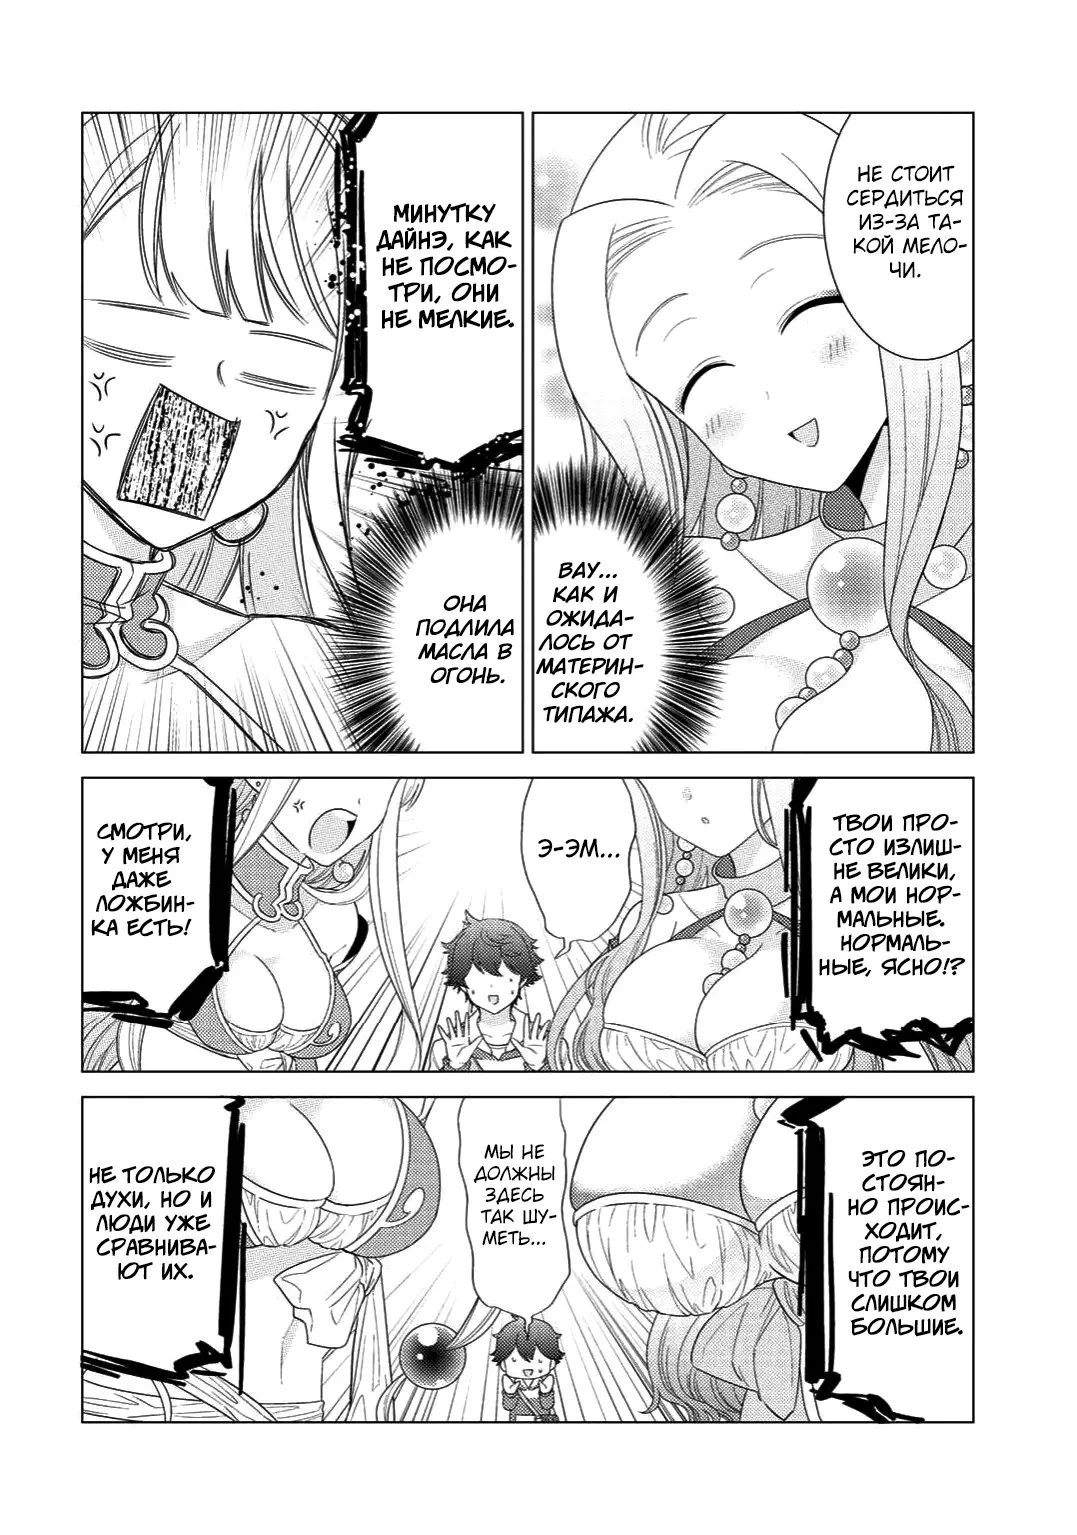 НЕ СТОИТ
СЕРДИТЬСЯ
ИЗ-ЗА ТА-
КОЙ МЕЛО-
ЧИ.
ВАУ...
КАК И
ОЖИДА-
ЛОСЬ ОТ
МАТЕРИН-
СКОГО
ТИПАЖА.
МИНУТКУ
ДАЙНЭ, КАК
НЕ ПОСМО-
ТРИ, ОНИ
НЕ МЕЛКИЕ.
ОНА
ПОДЛИЛА
МАСЛА В
ОГОНЬ.
ТВОИ ПРО-
СТО ИЗЛИШ-
НЕ ВЕЛИКИ,
А МОИ НОР-
МАЛЬНЫЕ.
НОРМАЛЬ-
НЫЕ, ЯСНО!?
Э-ЭМ...
СМОТРИ,
У МЕНЯ
ДАЖЕ
ЛОЖБИН-
КА ЕСТЬ!
ЭТО ПО-
СТОЯН-
НО ПРОИС-
ХОДИТ,
ПОТОМУ
ЧТО ТВОИ
СЛИШКОМ
БОЛЬШИЕ.
МЫ НЕ
ДОЛЖНЫ
ЗДЕСЬ
ТАК ШУ-
МЕТЬ...
НЕ ТОЛЬКО
ДУХИ, НО И
ЛЮДИ УЖЕ
СРАВНИВА-
ЮТ ИХ.